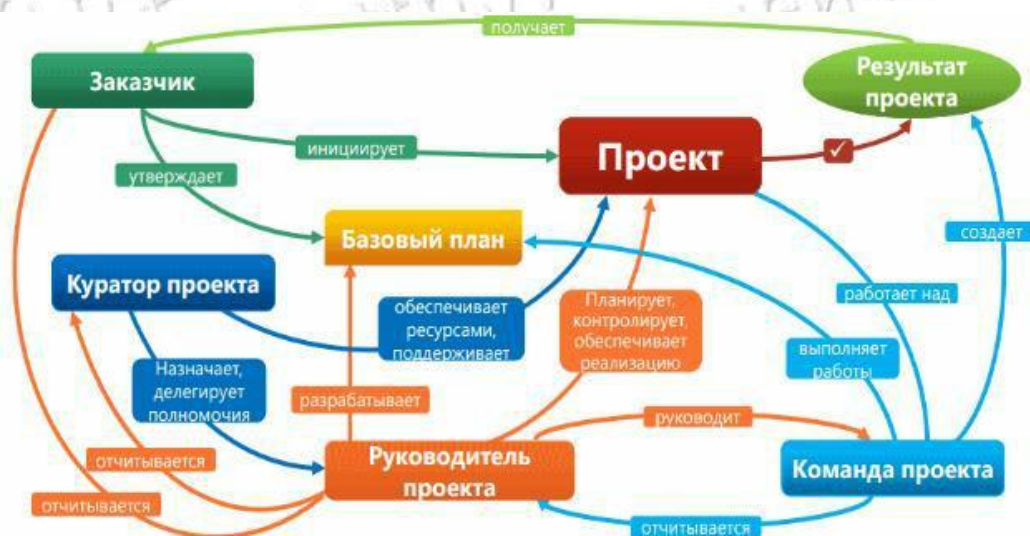 получает
Заказчик
Результат
проекта
инициирует
Проект
утверждает
Базовый план
создает
Куратор проекта
обеспечивает
ресурсами,
поддерживает
Планирует,
контролирует,
обеспечивает
реализацию
работает над
выполняет
работы
Назначает,
делегирует
полномочия
разрабатывает
руководит
отчитывается
Руководитель
проекта
Команда проекта
отчитывается
отчитывается